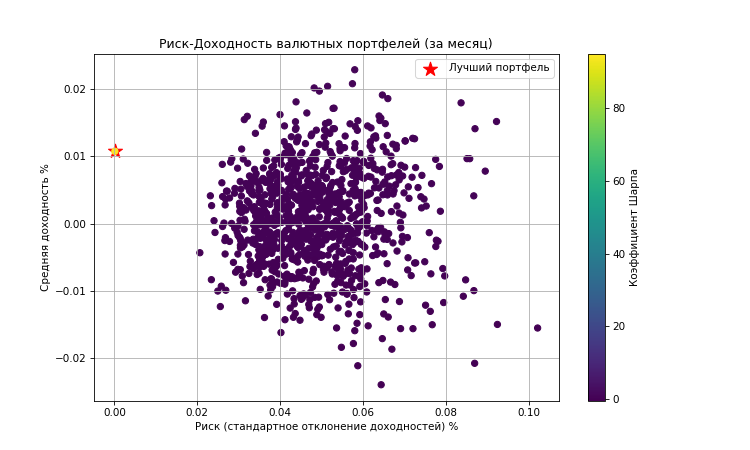 Риск-Доходность валютных портфелей (за месяц)
Лучший портфель
Средняя доходность %
0.02
0.01
0.00
−0.01
−0.02
0.00 0.02 0.04 0.06 0.08 0.10
Риск (стандартное отклонение доходностей) %
80
60
40
20
0
Коэффициент Шарпа